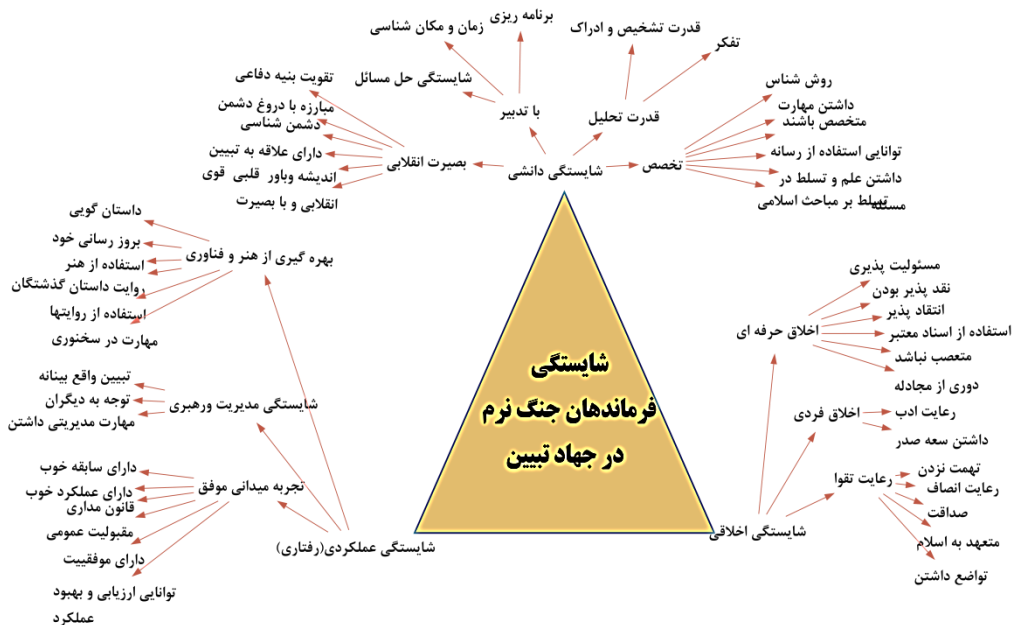 برنامه ریزی
زمان و مکان شناسی
شایستگی حل مسائل
با تدبیر
قدرت تشخیص و ادراک
تفکر
قدرت تحلیل
شایستگی دانشی
تخصص
روش شناس
داشتن مهارت
متخصص باشند
توانایی استفاده از رسانه
داشتن علم و تسلط در
مسئله
تسلط بر مباحث اسلامی
بصیرت انقلابی
تقویت بنیه دفاعی
مبارزه با دروغ دشمن
دشمن شناسی
دارای علاقه به تبیین
اندیشه وباور قلبی قوی
انقلابی و با بصیرت
شایستگی
فرماندهان جنگ نرم
در جهاد تبیین
شایستگی اخلاقی
اخلاق حرفه ای
مسئولیت پذیری
نقد پذیر بودن
انتقاد پذیر
استفاده از اسناد معتبر
متعصب نباشد
دوری از مجادله
اخلاق فردی
رعایت ادب
داشتن سعه صدر
رعایت تقوا
تهمت نزدن
رعایت انصاف
صداقت
متعهد به اسلام
تواضع داشتن
شایستگی عملکردی(رفتاری)
بهره گیری از هنر و فناوری
داستان گویی
بروز رسانی خود
استفاده از هنر
روایت داستان گذشتگان
استفاده از روایتها
مهارت در سخنوری
شایستگی مدیریت ورهبری
تبیین واقع بینانه
توجه به دیگران
مهارت مدیریتی داشتن
تجربه میدانی موفق
دارای سابقه خوب
دارای عملکرد خوب
قانون مداری
مقبولیت عمومی
دارای موفقییت
توانایی ارزیابی و بهبود
عملکرد